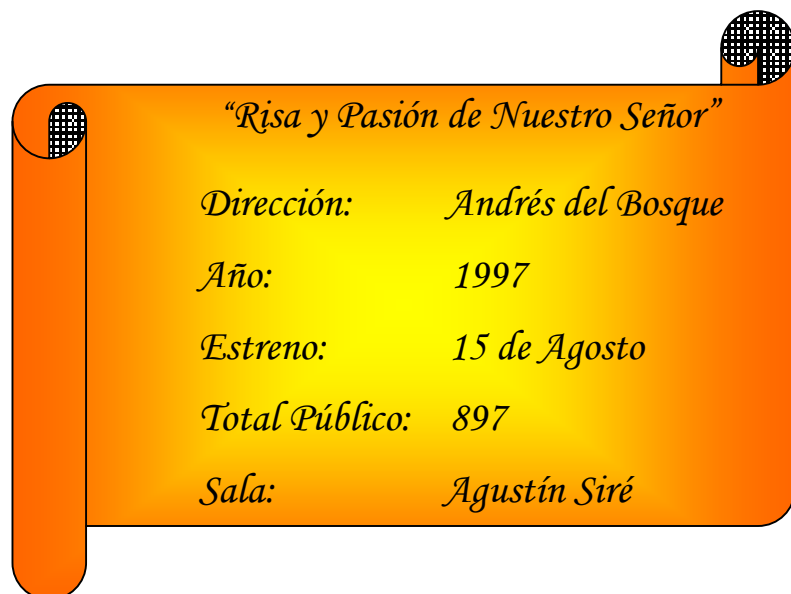 “Risa y Pasión de Nuestro Señor”
Dirección: Andrés del Bosque
Año: 1997
Estreno: 15 de Agosto
Total Público: 897
Sala: Agustín Siré